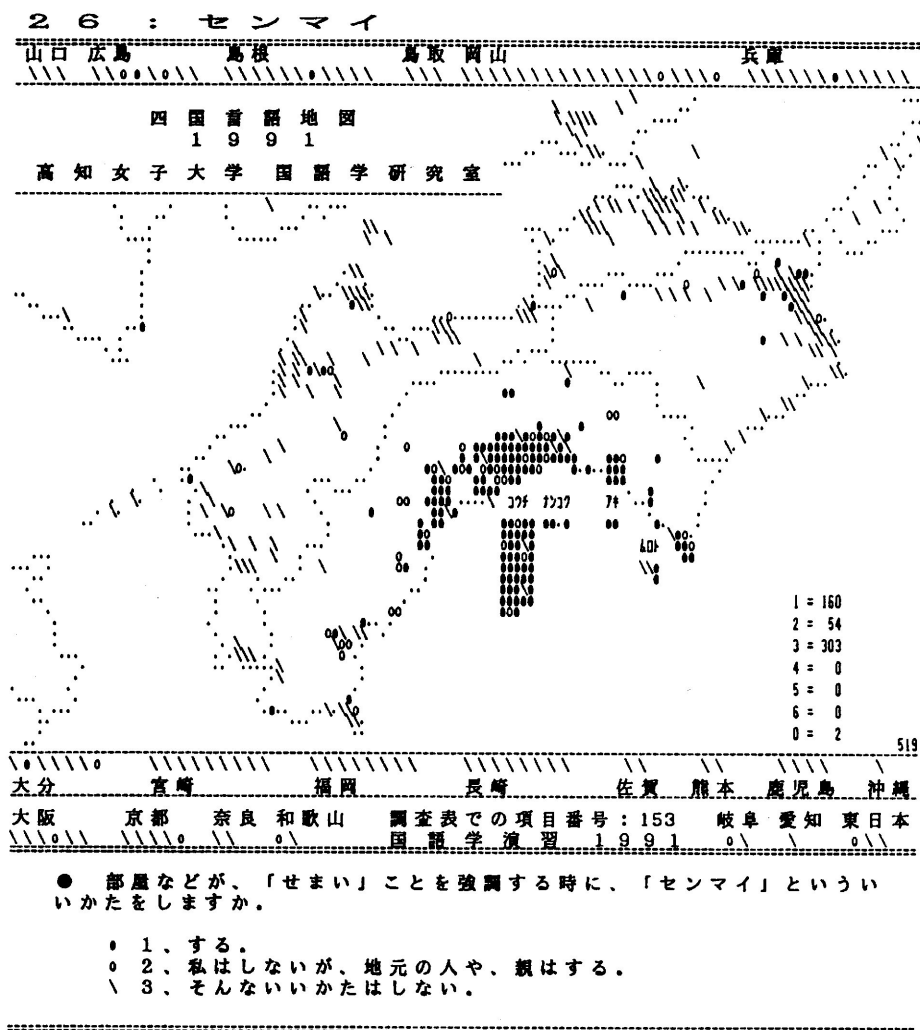 26：センマイ
山口 広島 島根 鳥取 岡山 兵庫
四国言語地図
1991
高知女子大学 国語学研究室
コウチ ナンコク アキ
ムロト
1 = 160
2 = 54
3 = 303
4 = 0
5 = 0
6 = 0
0 = 2
519
大分 宮崎 福岡 長崎 佐賀 熊本 鹿児島 沖縄
大阪 京都 奈良 和歌山 調査表での項目番号：153 岐阜 愛知 東日本
国語学演習 1991
● 部屋などが、「せまい」ことを強調する時に、「センマイ」というい
いかたをしますか。
1、する。
2、私はしないが、地元の人や、親はする。
3、そんないいかたはしない。